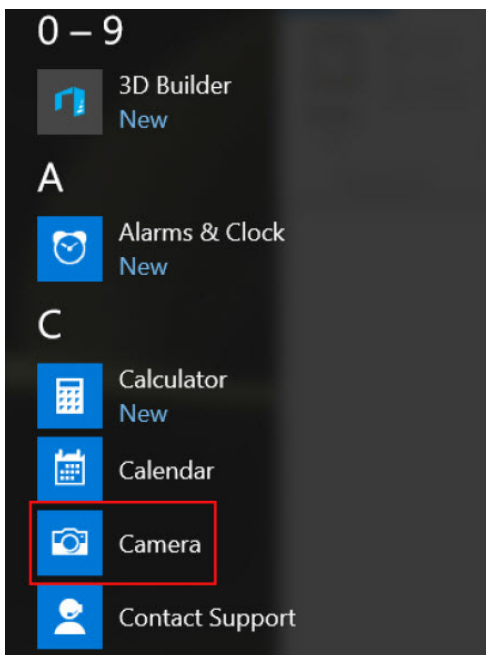 0 – 9
3D Builder
New
A
Alarms & Clock
New
C
Calculator
New
Calendar
Camera
Contact Support